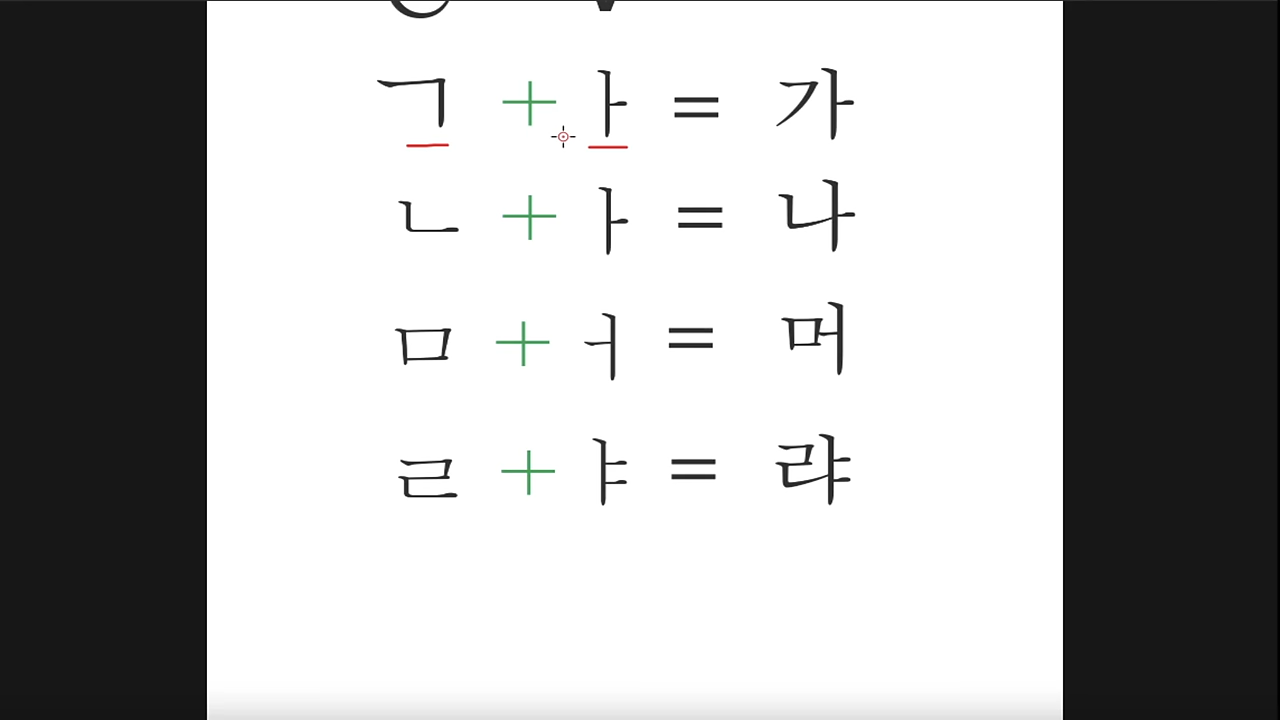 ㄱ + ㅏ = 가
ㄴ + ㅏ = 나
ㅁ + ㅓ = 머
ㄹ + ㅑ = 랴